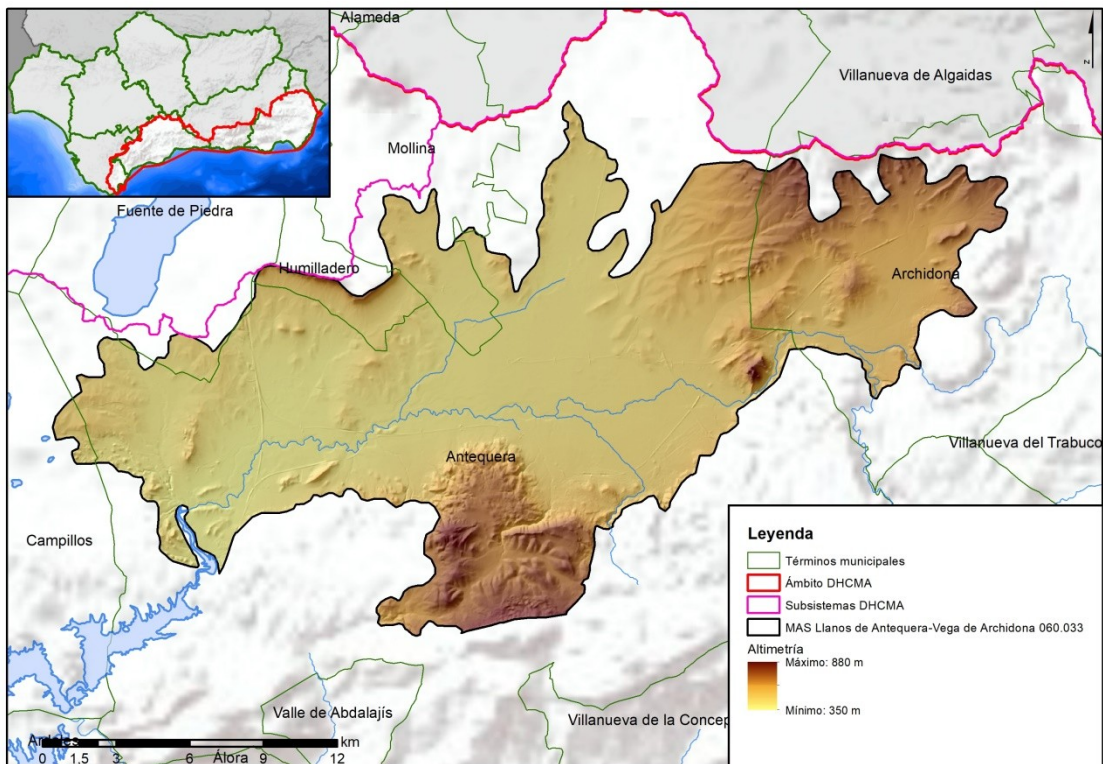 Alameda
Villanueva de Algaidas
Mollina
Fuente de Piedra
Humilladero
Archidona
Antequera
Villanueva del Trabuco
Campillos
Valle de Abdalajís
Villanueva de la Concep
Ardales
Álora
km
0 1.5 3 6 9 12
Leyenda
Términos municipales
Ámbito DHCMA
Subsistemas DHCMA
MAS Llanos de Antequera-Vega de Archidona 060.033
Altimetría
Máximo: 880 m
Mínimo: 350 m
z